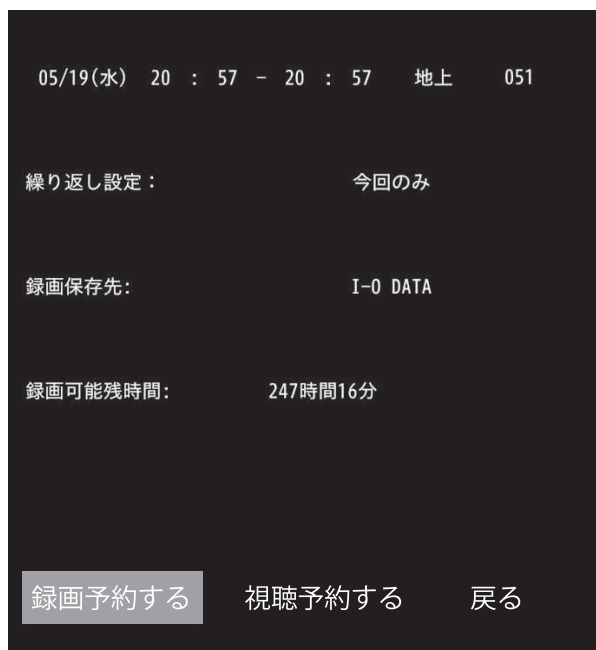 05/19(水) 20 : 57 - 20 : 57 地上 051
繰り返し設定： 今回のみ
録画保存先: I-O DATA
録画可能残時間: 247時間16分
録画予約する 視聴予約する 戻る